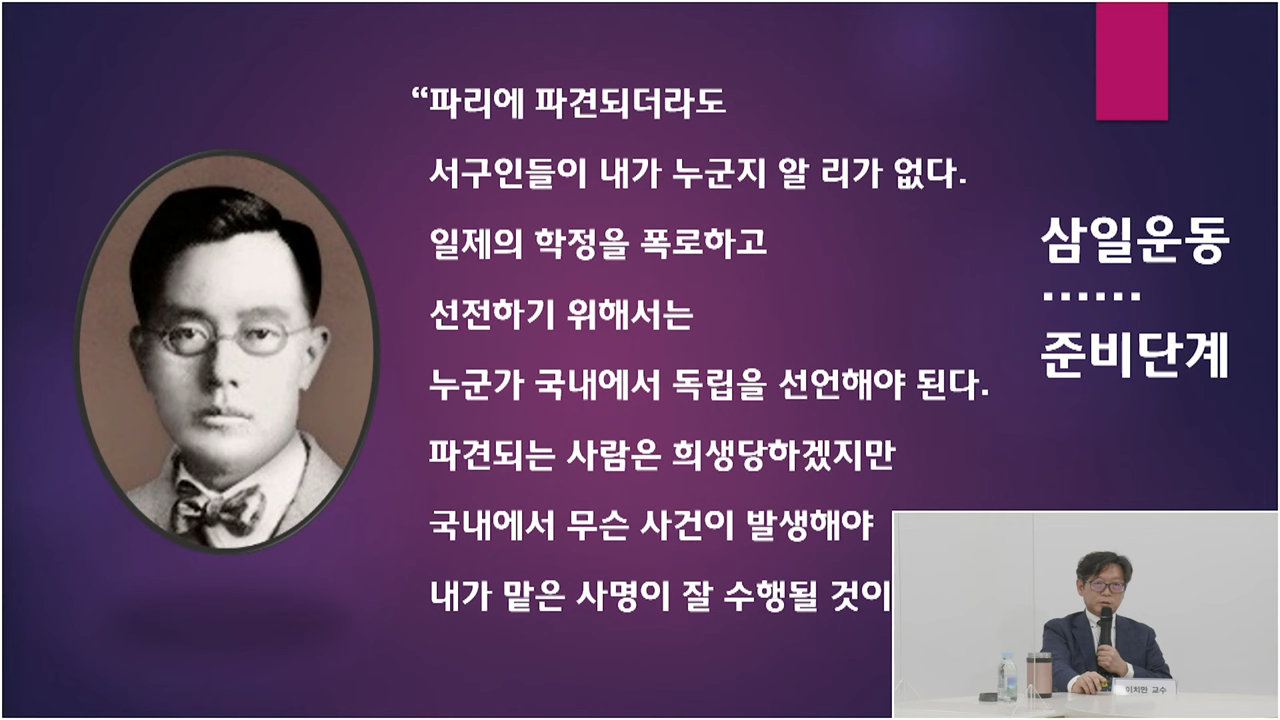 “파리에 파견되더라도
서구인들이 내가 누군지 알 리가 없다.
일제의 학정을 폭로하고
선전하기 위해서는
누군가 국내에서 독립을 선언해야 된다.
파견되는 사람은 희생당하겠지만
국내에서 무슨 사건이 발생해야
내가 맡은 사명이 잘 수행될 것이
삼일운동
......
준비단계
이치만 교수